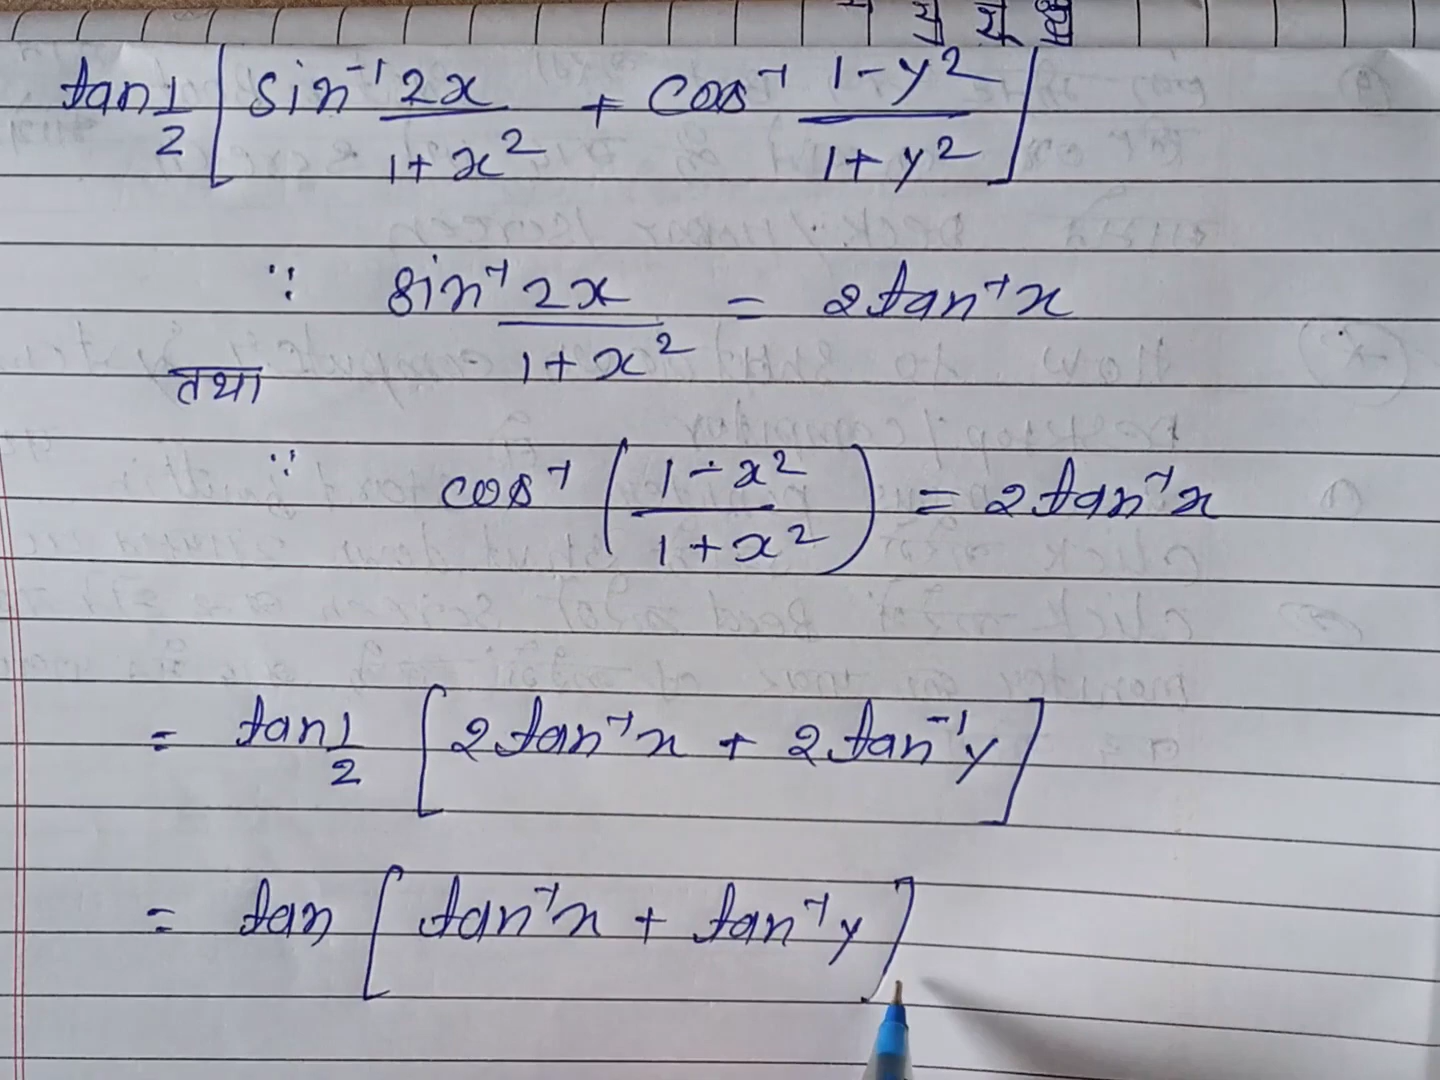 tan 1/2 [ sin⁻¹ 2x/1+x² + cos⁻¹ 1-y²/1+y² ]
∵ sin⁻¹ 2x/1+x² = 2tan⁻¹x
तथा
∵ cos⁻¹ (1-x²/1+x²) = 2tan⁻¹x
= tan 1/2 [ 2tan⁻¹x + 2tan⁻¹y ]
= tan [ tan⁻¹x + tan⁻¹y ]